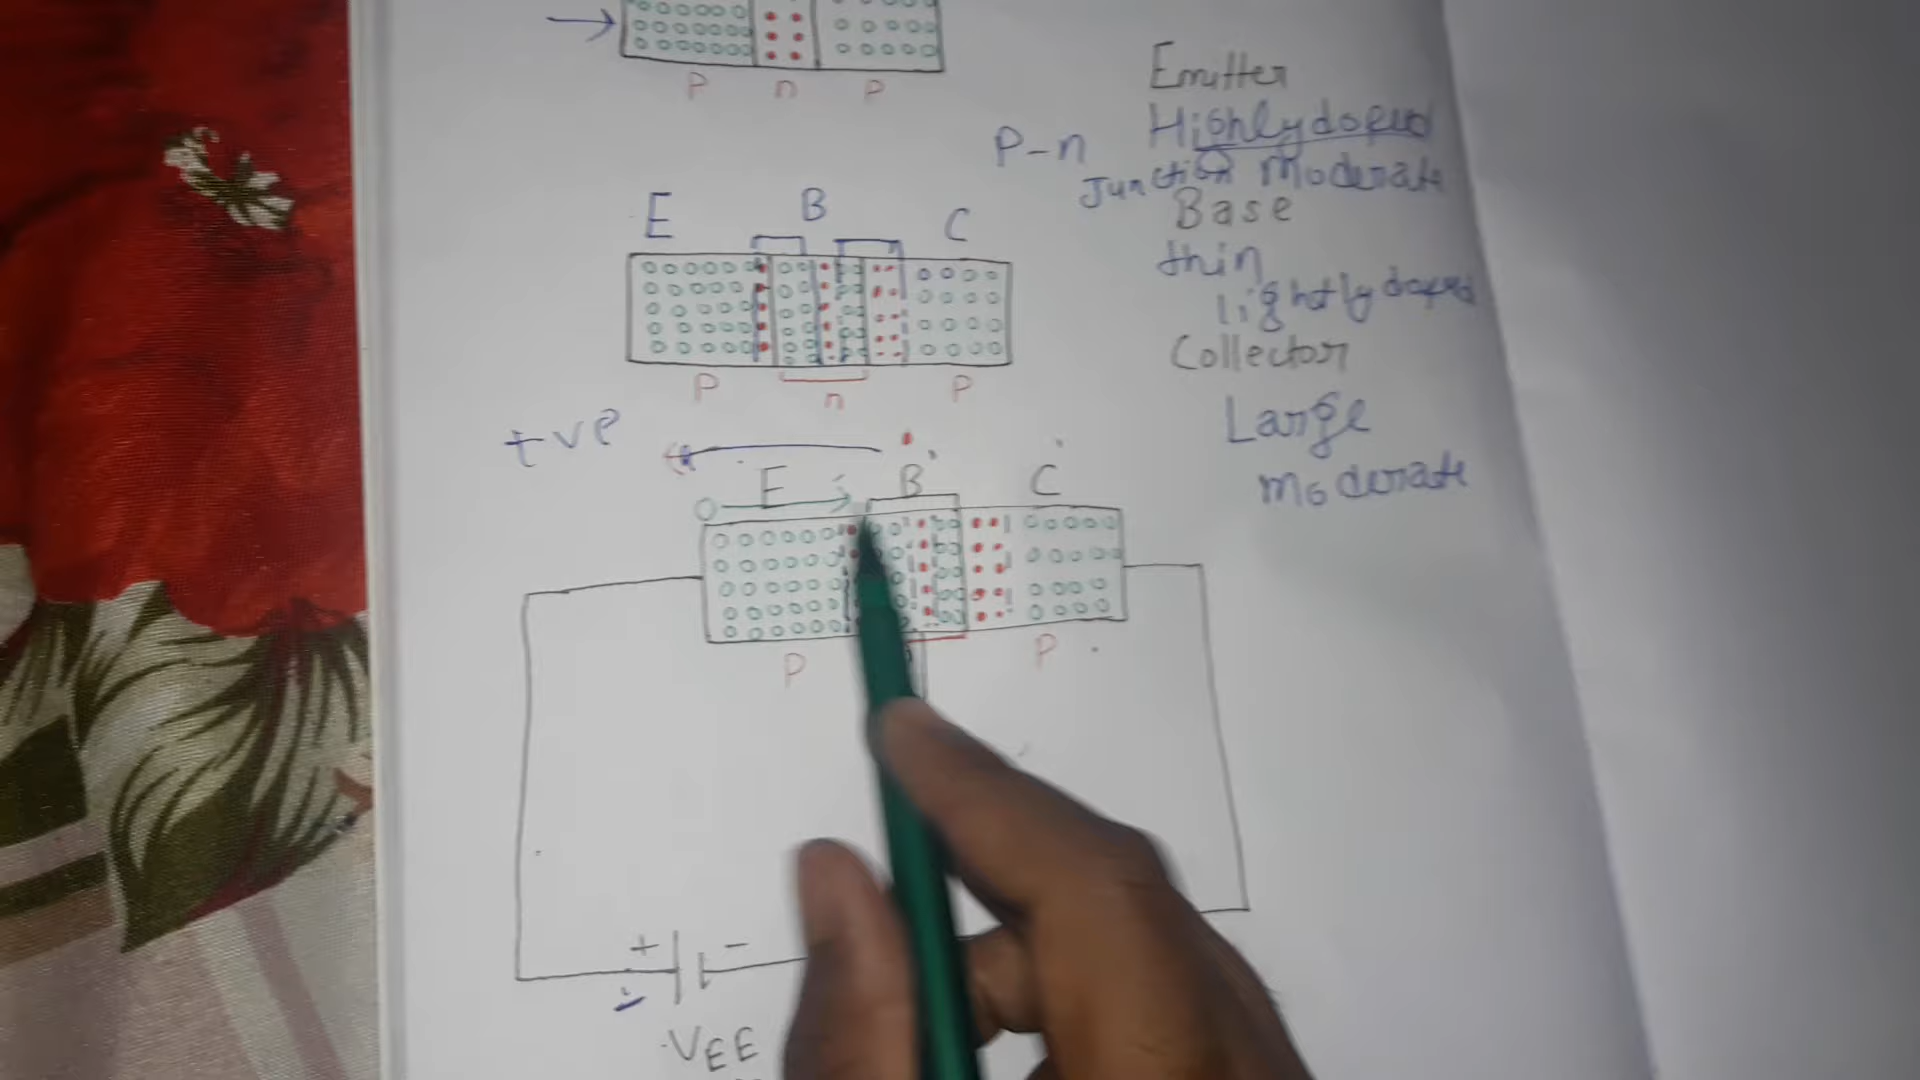 P n P
Emitter
Highly doped
P-n
Junction moderate
Base
thin
lightly doped
Collector
Large
moderate
E B C
P n P
+ve
E B C
P P
+ -
VEE